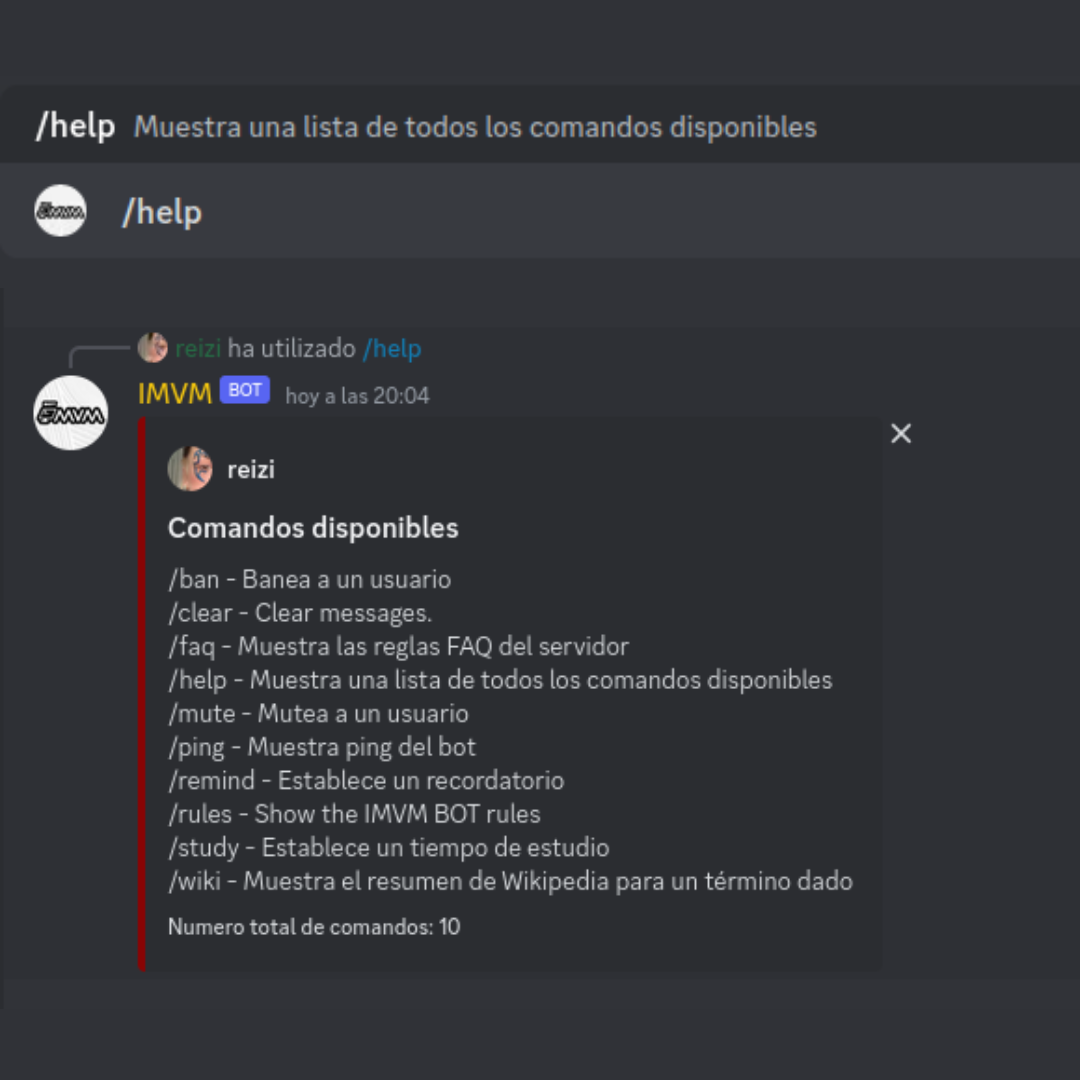 /help Muestra una lista de todos los comandos disponibles
/help
reizi ha utilizado /help
IMVM BOT hoy a las 20:04
reizi
Comandos disponibles
/ban - Banea a un usuario
/clear - Clear messages.
/faq - Muestra las reglas FAQ del servidor
/help - Muestra una lista de todos los comandos disponibles
/mute - Mutea a un usuario
/ping - Muestra ping del bot
/remind - Establece un recordatorio
/rules - Show the IMVM BOT rules
/study - Establece un tiempo de estudio
/wiki - Muestra el resumen de Wikipedia para un término dado
Numero total de comandos: 10